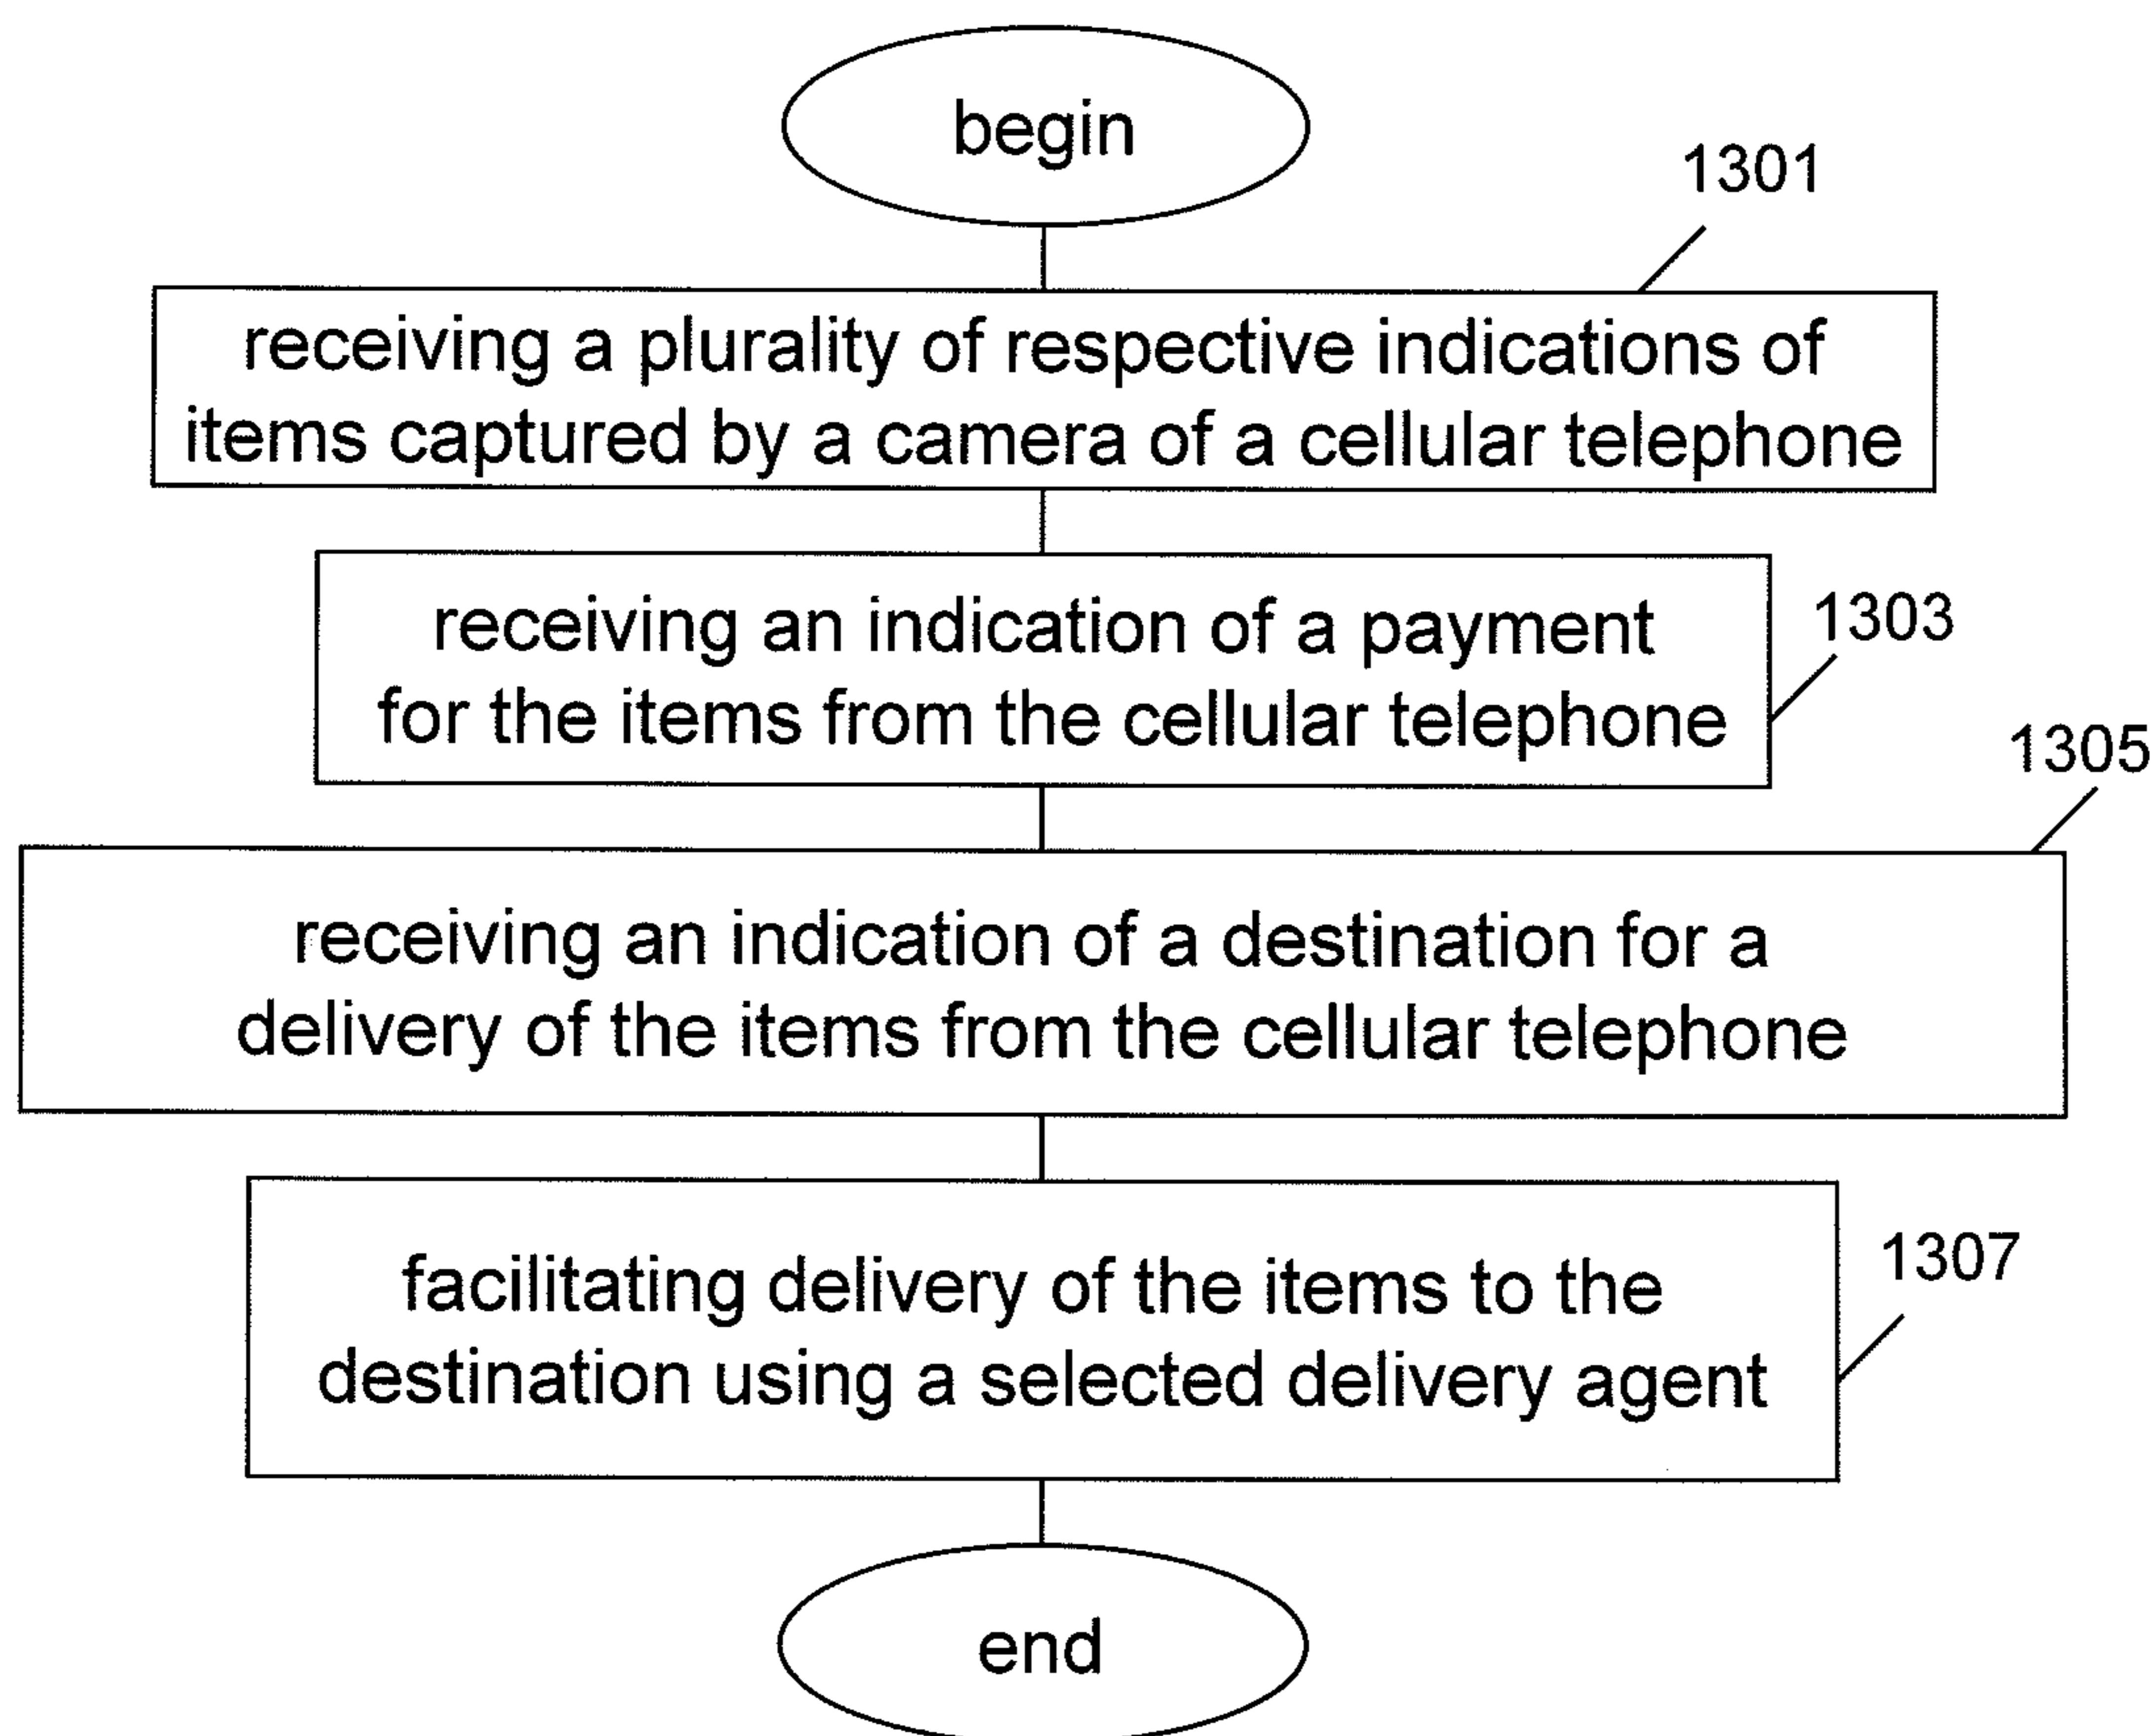 begin
1301
receiving a plurality of respective indications of
items captured by a camera of a cellular telephone
receiving an indication of a payment
for the items from the cellular telephone
1303
1305
receiving an indication of a destination for a
delivery of the items from the cellular telephone
facilitating delivery of the items to the
destination using a selected delivery agent
1307
end